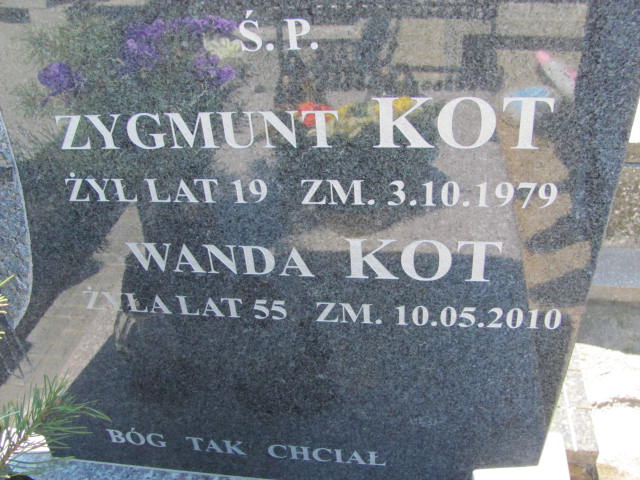 Ś.P.
ZYGMUNT KOT
ŻYŁ LAT 19 ZM. 3.10.1979
WANDA KOT
ŻYŁA LAT 55 ZM. 10.05.2010
BÓG TAK CHCIAŁ